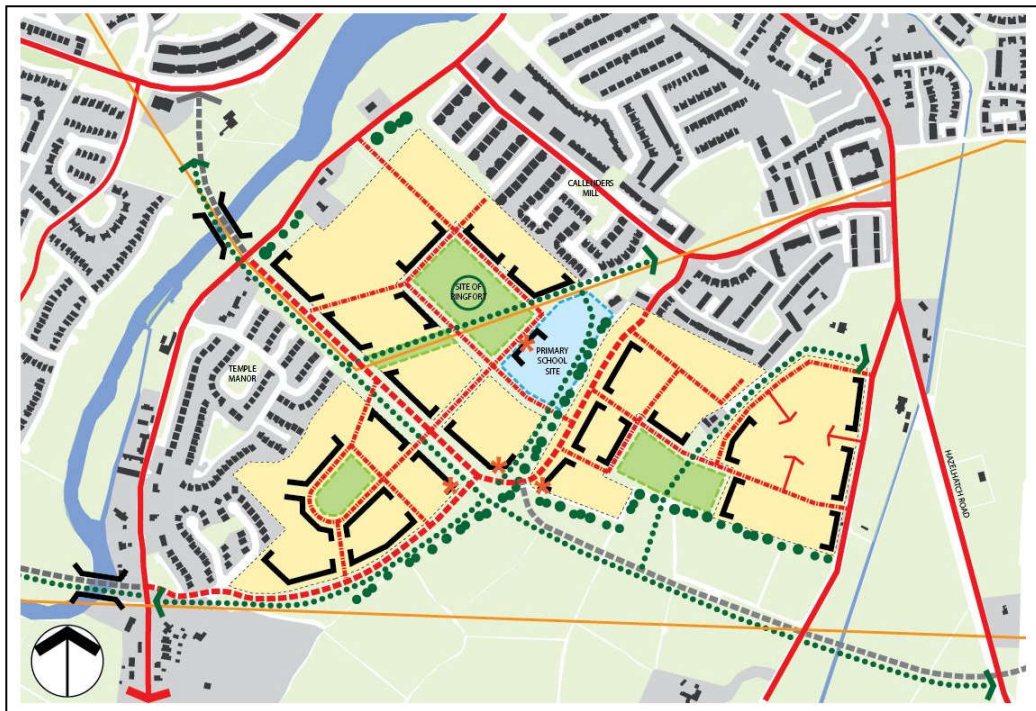 CALLENDERS
MILL
SITE OF
RINGFORT
PRIMARY
SCHOOL
SITE
TEMPLE
MANOR
HAZELHATCH ROAD